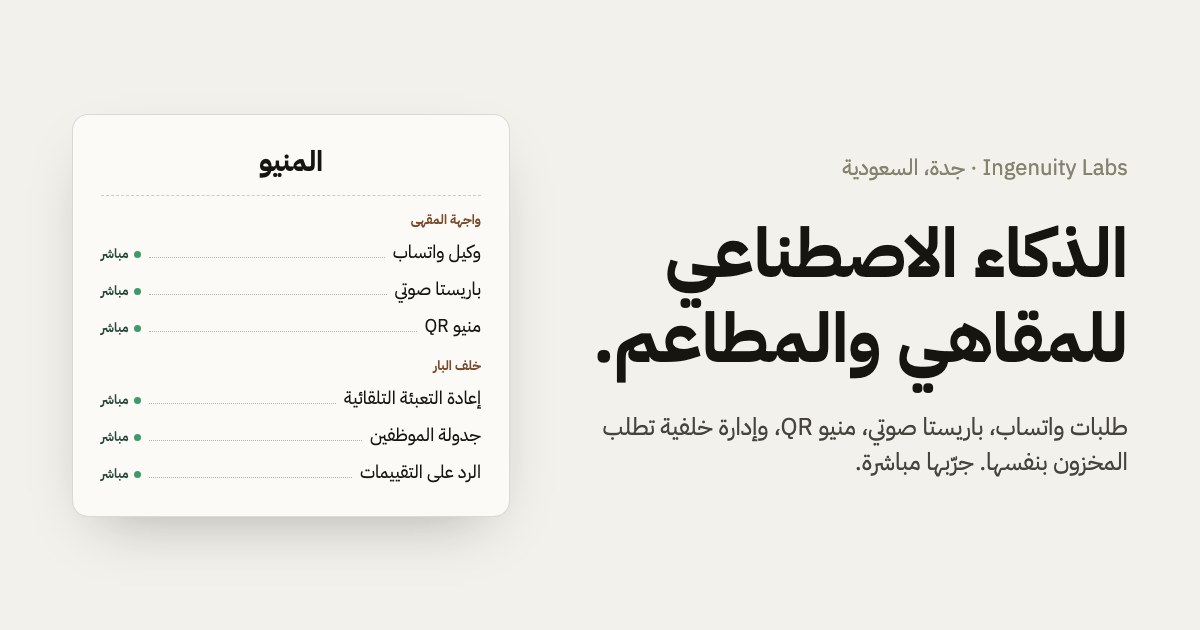 Ingenuity Labs · جدة، السعودية
الذكاء الاصطناعي
للمقاهي والمطاعم.
طلبات واتساب، باريستا صوتي، منيو QR، وإدارة خلفية تطلب
المخزون بنفسها. جرّبها مباشرة.
المنيو
واجهة المقهى
وكيل واتساب مباشر
باريستا صوتي مباشر
منيو QR مباشر
خلف البار
إعادة التعبئة التلقائية مباشر
جدولة الموظفين مباشر
الرد على التقييمات مباشر